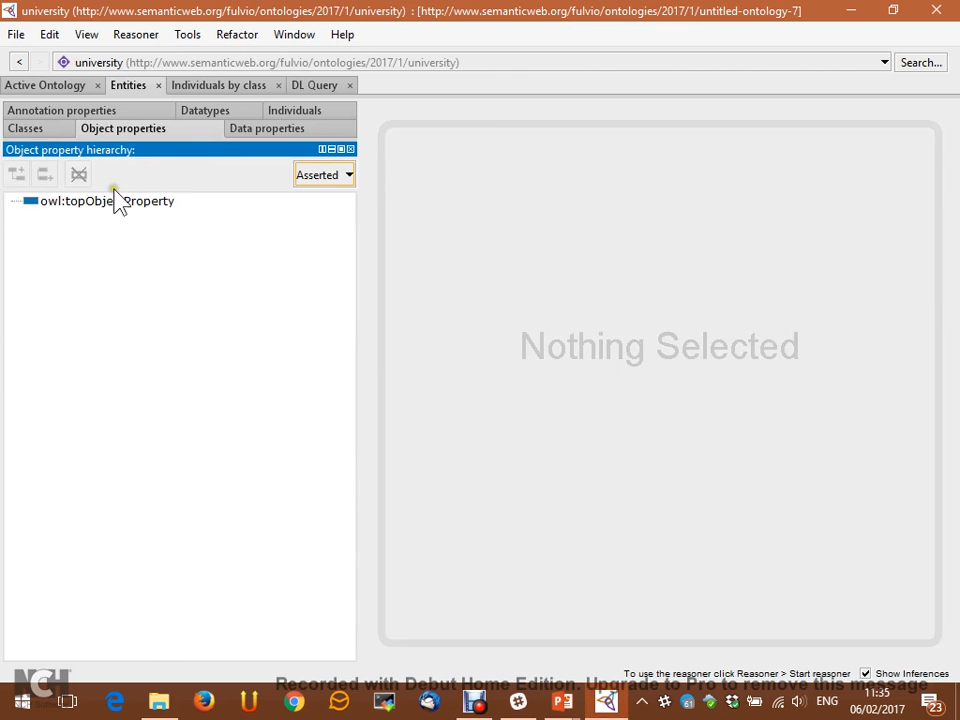 university (http://www.semanticweb.org/fulvio/ontologies/2017/1/university) : [http://www.semanticweb.org/fulvio/ontologies/2017/1/untitled-ontology-7]
File Edit View Reasoner Tools Refactor Window Help
< > university (http://www.semanticweb.org/fulvio/ontologies/2017/1/university) Search...
Active Ontology × Entities × Individuals by class × DL Query ×
Annotation properties Datatypes Individuals
Classes Object properties Data properties
Object property hierarchy:
Asserted
owl:topObjectProperty
Nothing Selected
To use the reasoner click Reasoner > Start reasoner Show Inferences
Recorded with Debut Home Edition. Upgrade to Pro to remove this message
NCH
61 ENG 11:35
06/02/2017 23